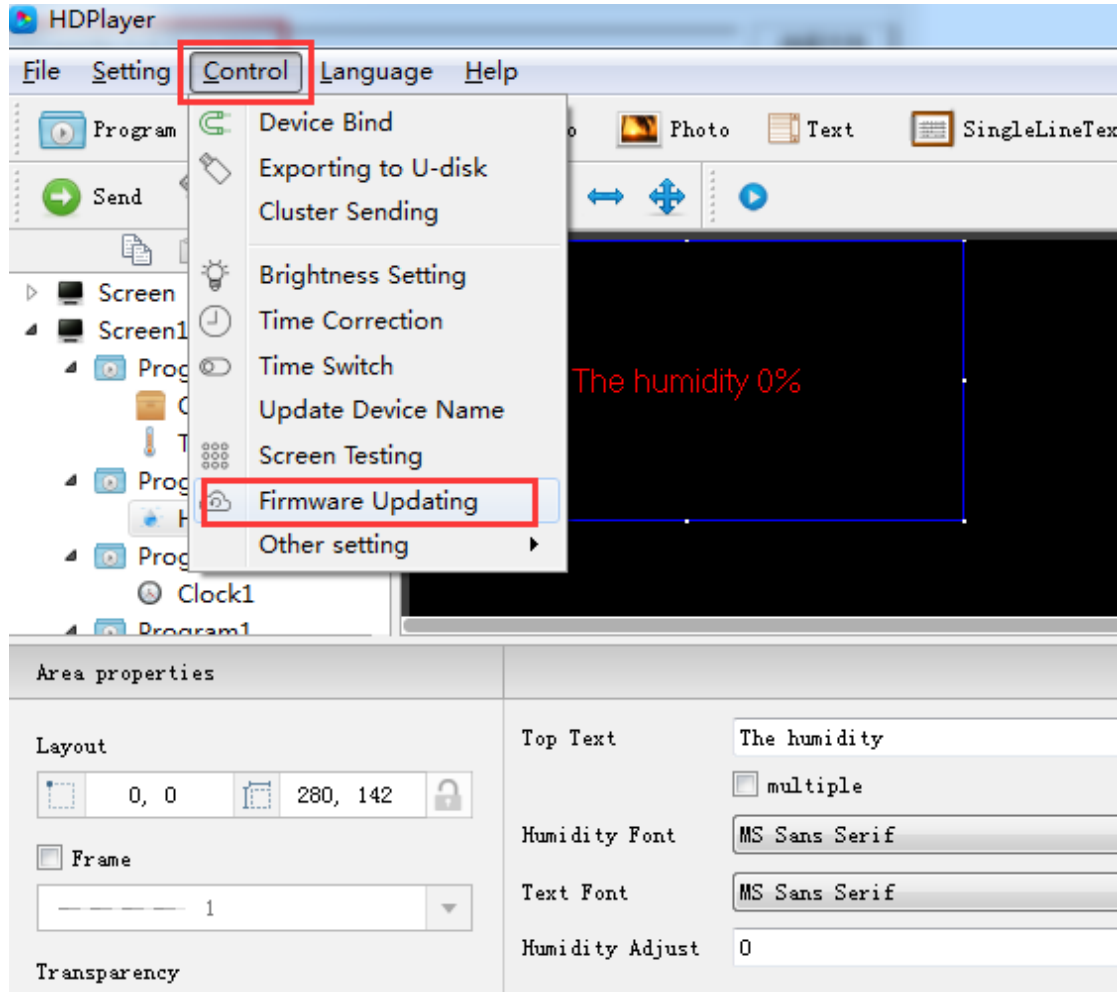 HDPlayer
File Setting Control Language Help
Program Photo Text SingleLineTex
Send
Device Bind
Exporting to U-disk
Cluster Sending
Brightness Setting
Time Correction
Time Switch
Update Device Name
Screen Testing
Firmware Updating
Other setting
Screen
Screen1
Prog
Prog
Prog
Clock1
Program1
The humidity 0%
Area properties
Layout
0, 0 280, 142
Frame
1
Transparency
Top Text The humidity
multiple
Humidity Font MS Sans Serif
Text Font MS Sans Serif
Humidity Adjust 0